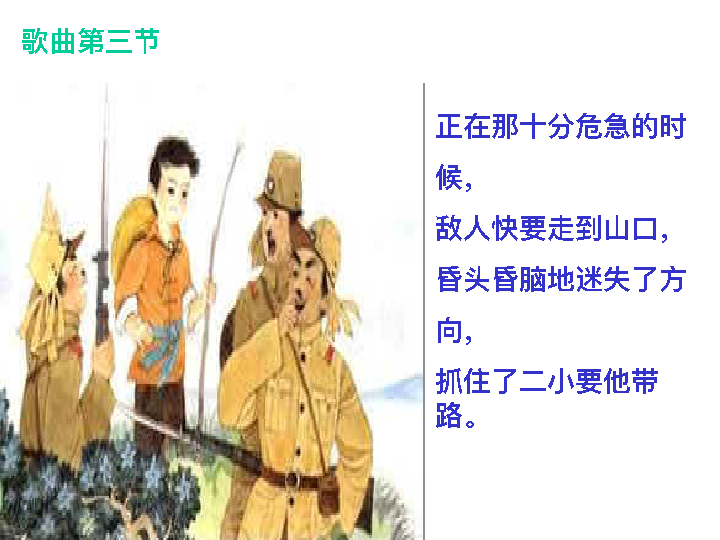 歌曲第三节
正在那十分危急的时
候，
敌人快要走到山口，
昏头昏脑地迷失了方
向，
抓住了二小要他带
路。